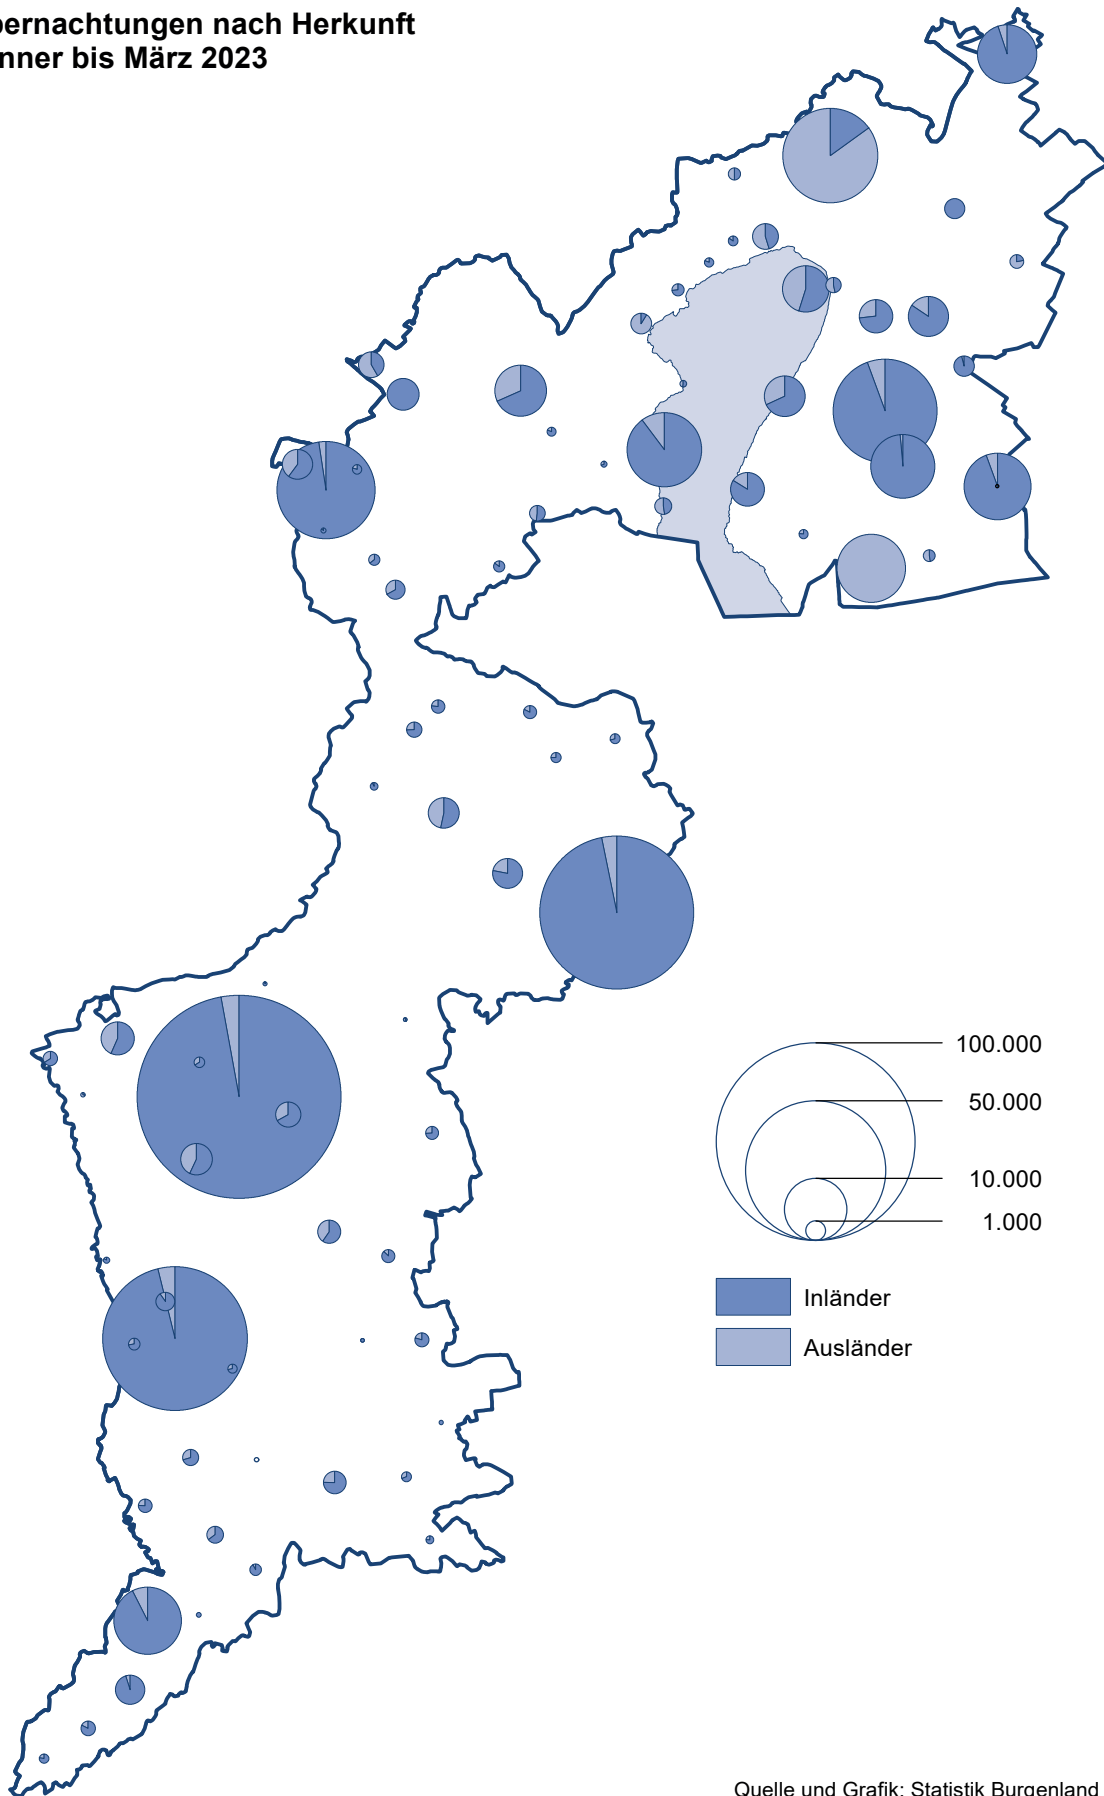 bernachtungen nach Herkunft
nner bis März 2023
100.000
50.000
10.000
1.000
Inländer
Ausländer
Quelle und Grafik: Statistik Burgenland